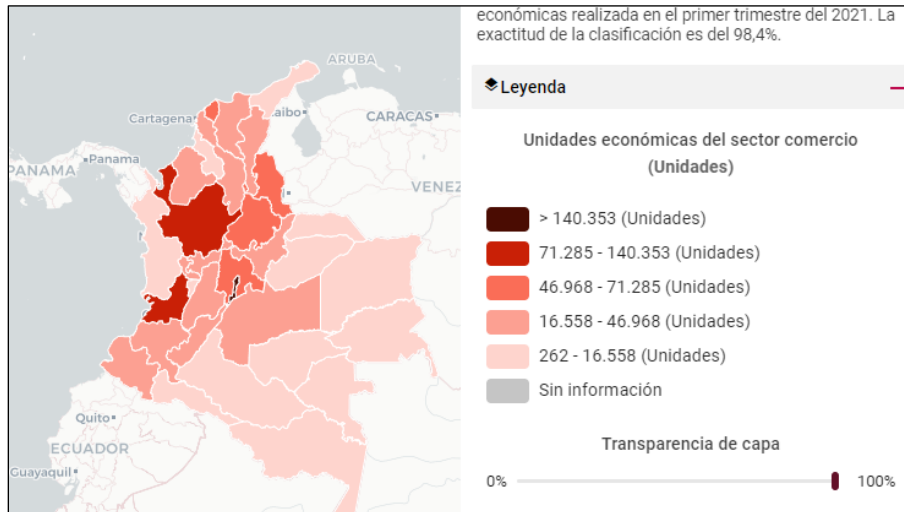 económicas realizada en el primer trimestre del 2021. La
exactitud de la clasificación es del 98,4%.
Leyenda
Unidades económicas del sector comercio
(Unidades)
> 140.353 (Unidades)
71.285 - 140.353 (Unidades)
46.968 - 71.285 (Unidades)
16.558 - 46.968 (Unidades)
262 - 16.558 (Unidades)
Sin información
Transparencia de capa
0%
100%
ARUBA
Cartagena
aibo
CARACAS
Panama
PANAMA
VENEZ
Quito
ECUADOR
Guayaquil